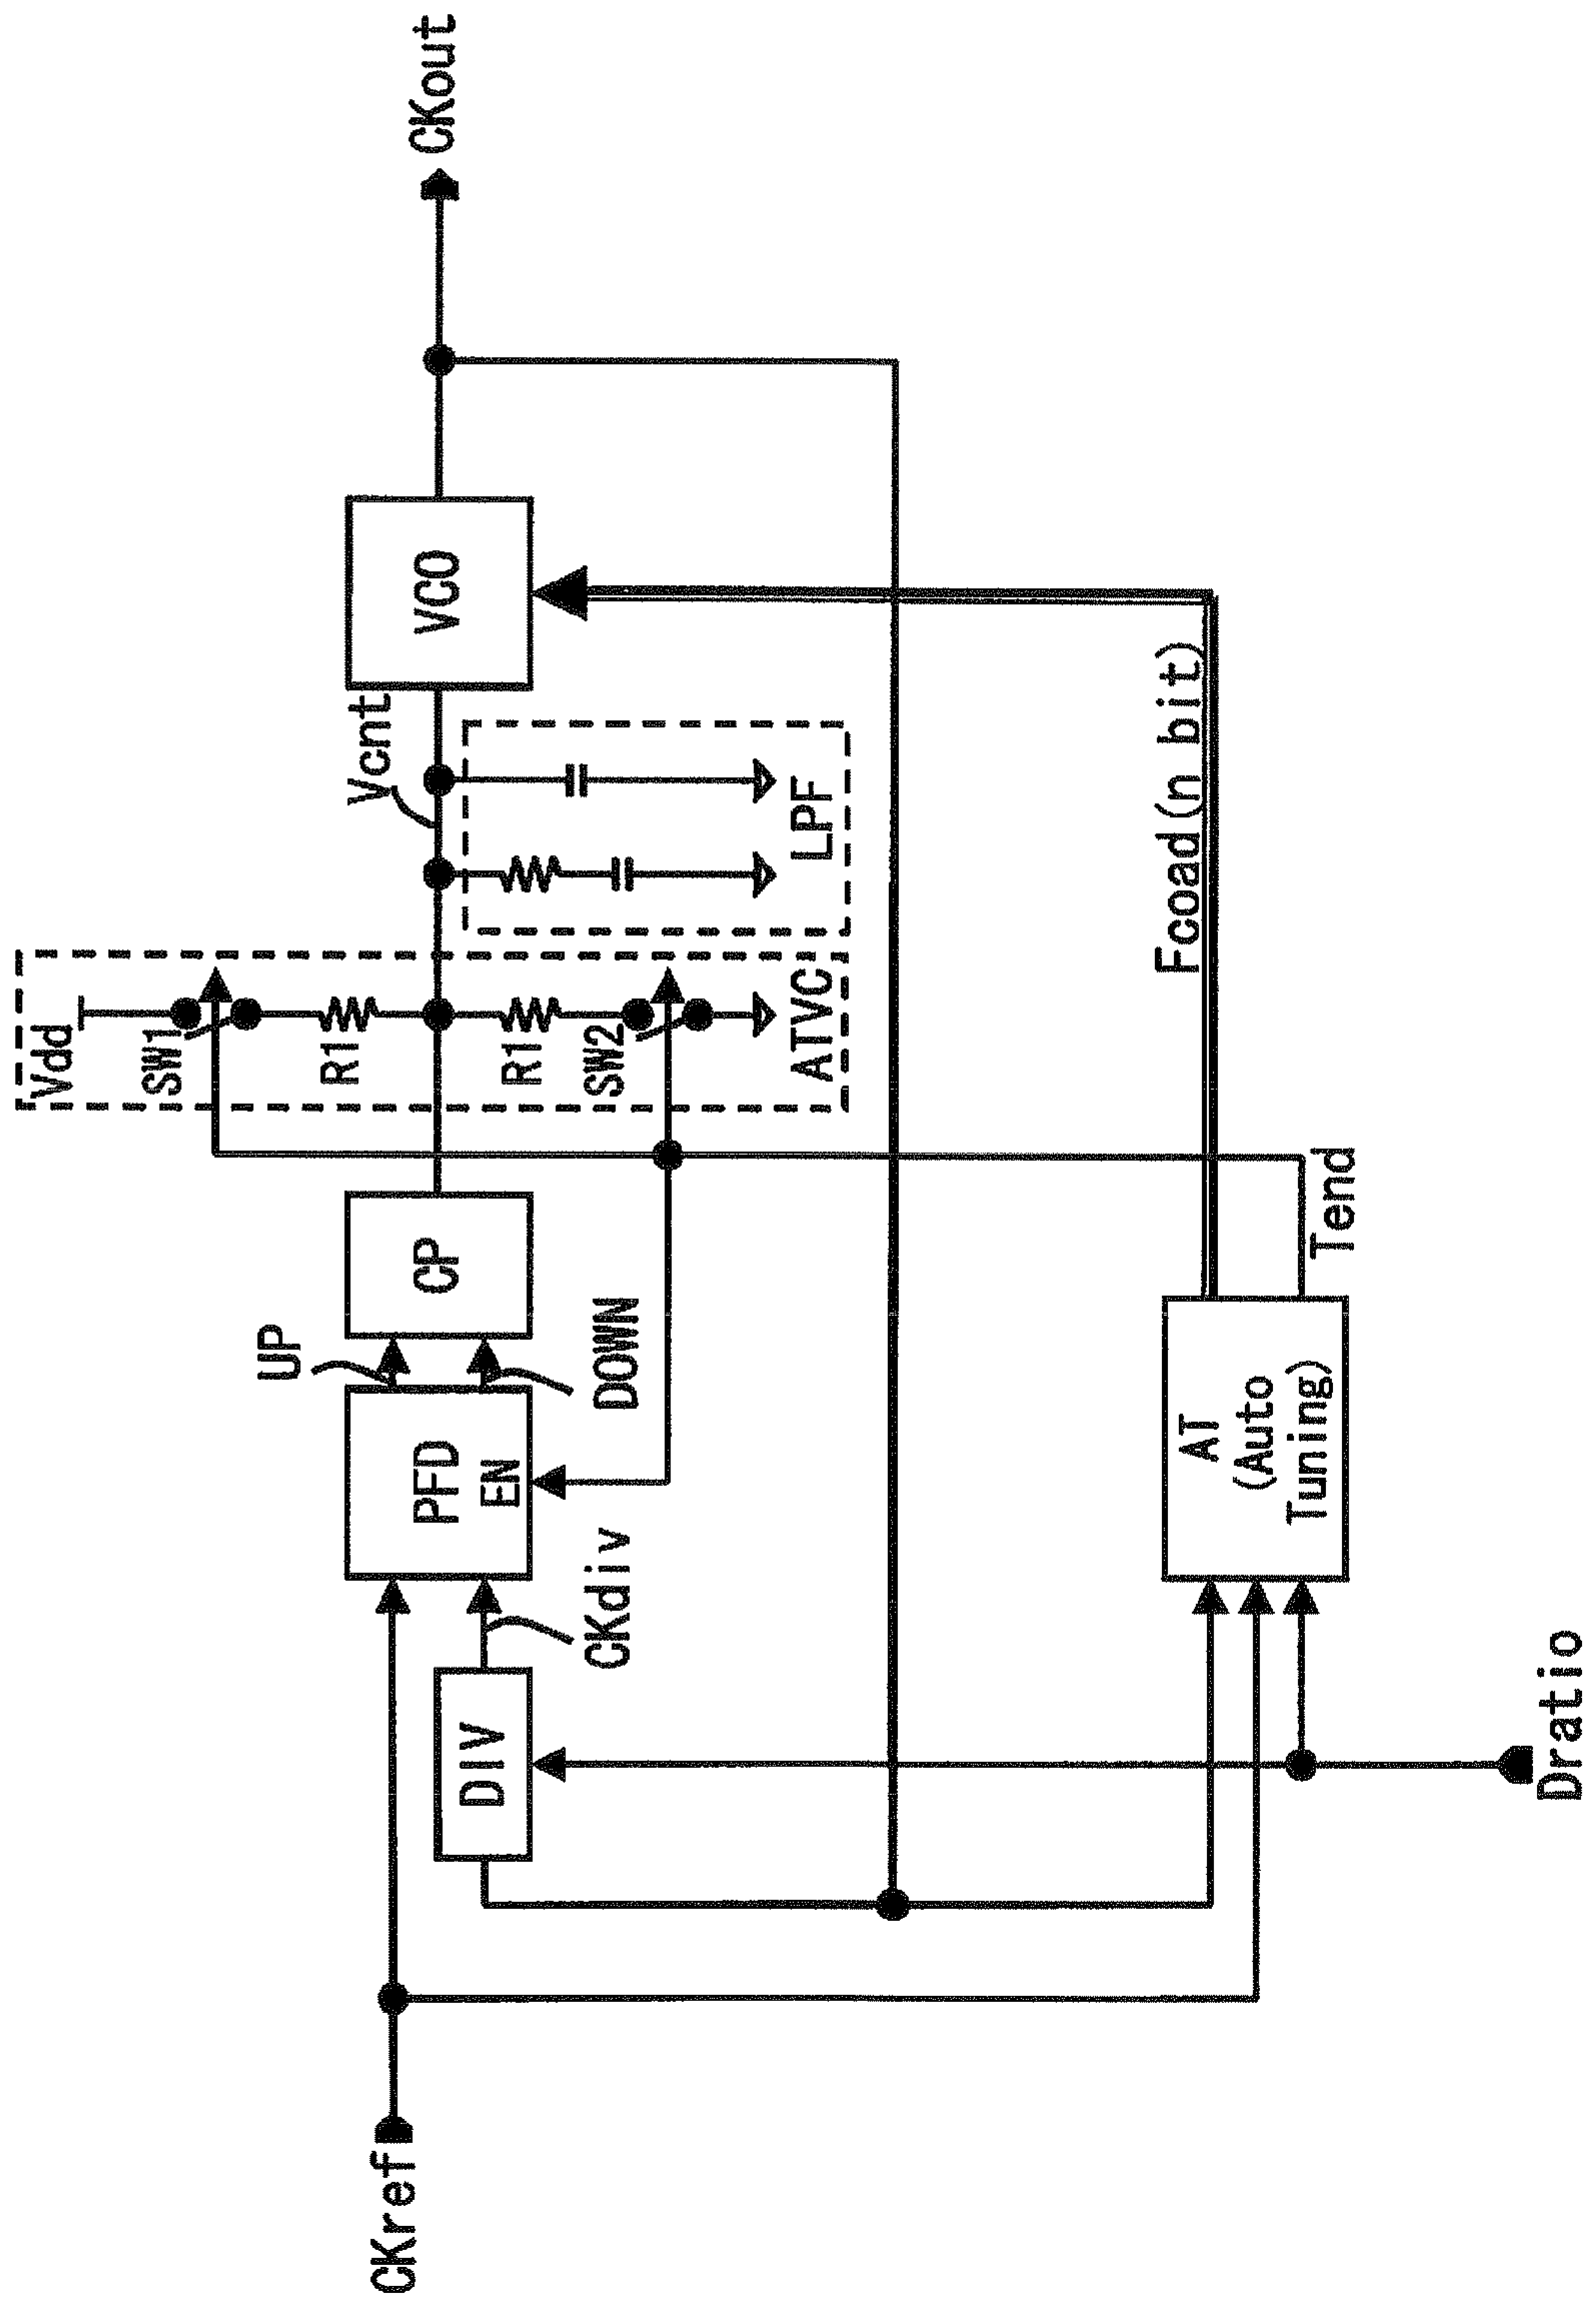 Vdd
SW1
R1
R1
SW2
ATVC
UP
DOWN
CP
PFD
EN
CKdiv
DIV
CKref
Vcnt
LPF
VCO
CKout
Fcoad(n bit)
Tend
AT
(Auto
Tuning)
Dratio